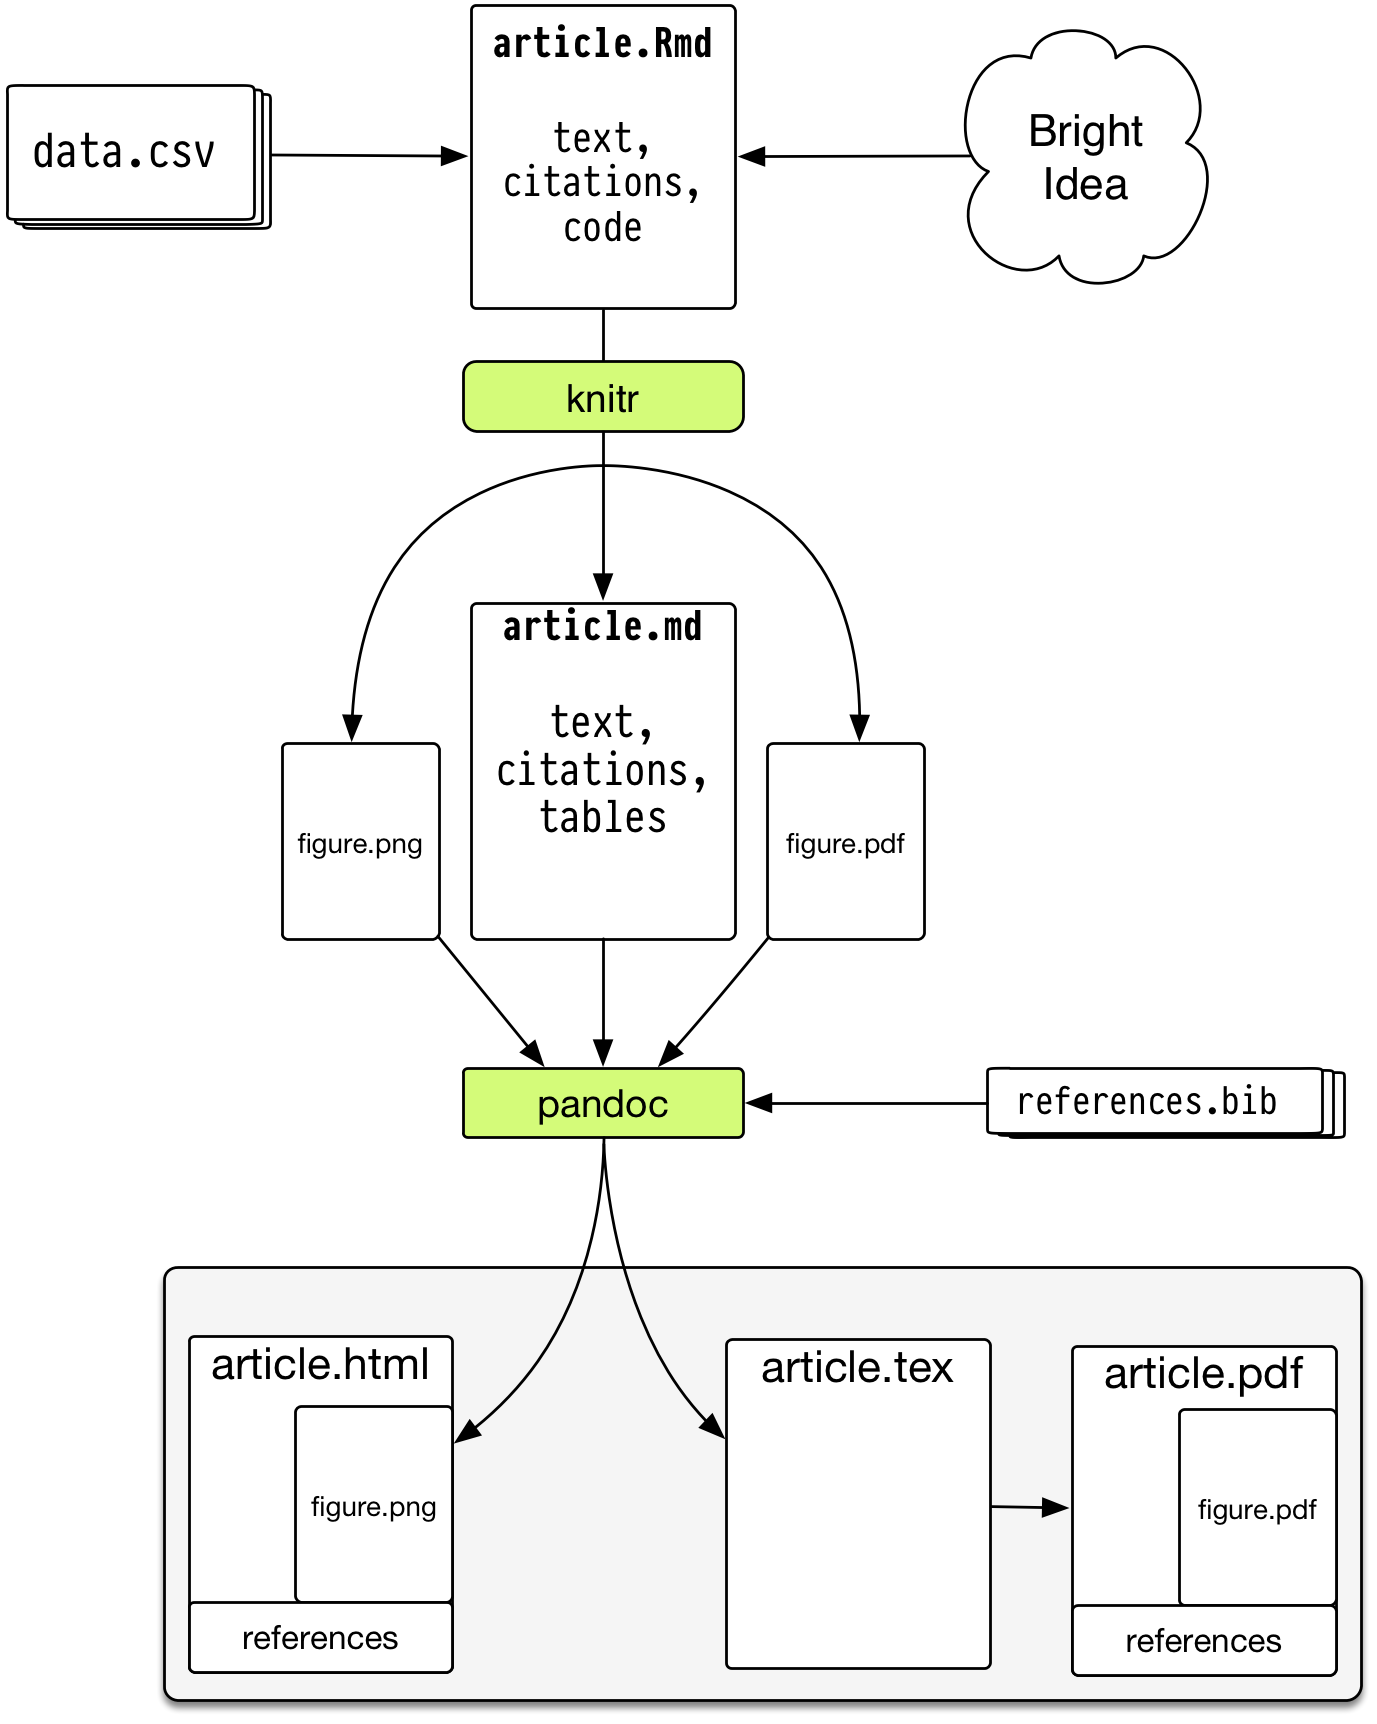 article.Rmd
text,
citations,
code
data.csv
Bright
Idea
knitr
article.md
text,
citations,
tables
figure.png
figure.pdf
pandoc
references.bib
article.html
figure.png
references
article.tex
article.pdf
figure.pdf
references